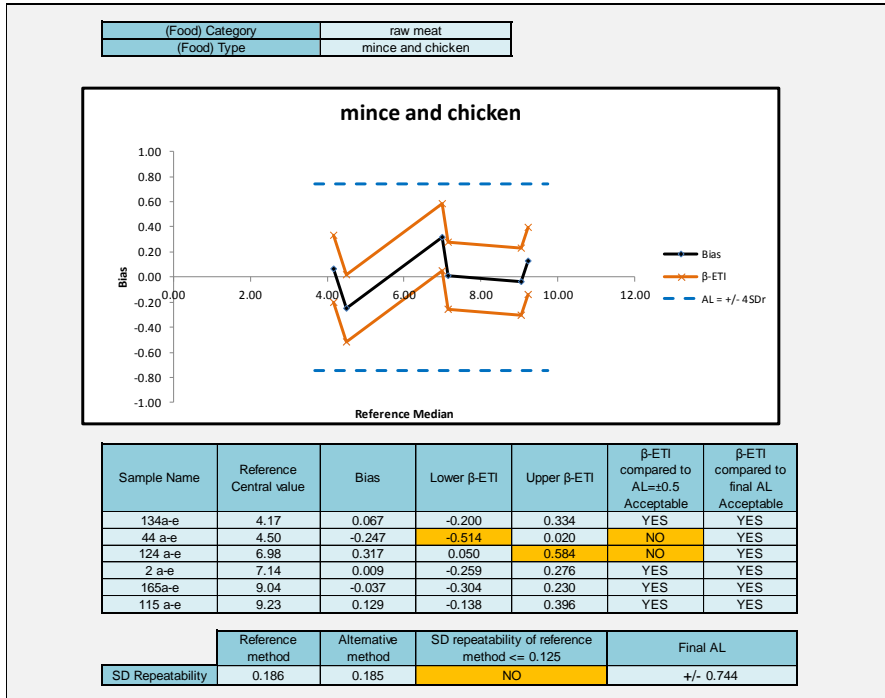 (Food) Category raw meat
(Food) Type mince and chicken
mince and chicken
1.00
0.80
0.60
0.40
0.20
0.00
-0.20
-0.40
-0.60
-0.80
-1.00
0.00 2.00 4.00 6.00 8.00 10.00 12.00
Bias
Reference Median
Bias
β-ETI
AL = +/- 4SDr
Sample Name Reference Central value Bias Lower β-ETI Upper β-ETI β-ETI compared to AL=±0.5 Acceptable β-ETI compared to final AL Acceptable
134a-e 4.17 0.067 -0.200 0.334 YES YES
44 a-e 4.50 -0.247 -0.514 0.020 NO YES
124 a-e 6.98 0.317 0.050 0.584 NO YES
2 a-e 7.14 0.009 -0.259 0.276 YES YES
165a-e 9.04 -0.037 -0.304 0.230 YES YES
115 a-e 9.23 0.129 -0.138 0.396 YES YES
Reference method Alternative method SD repeatability of reference method <= 0.125 Final AL
SD Repeatability 0.186 0.185 NO +/- 0.744